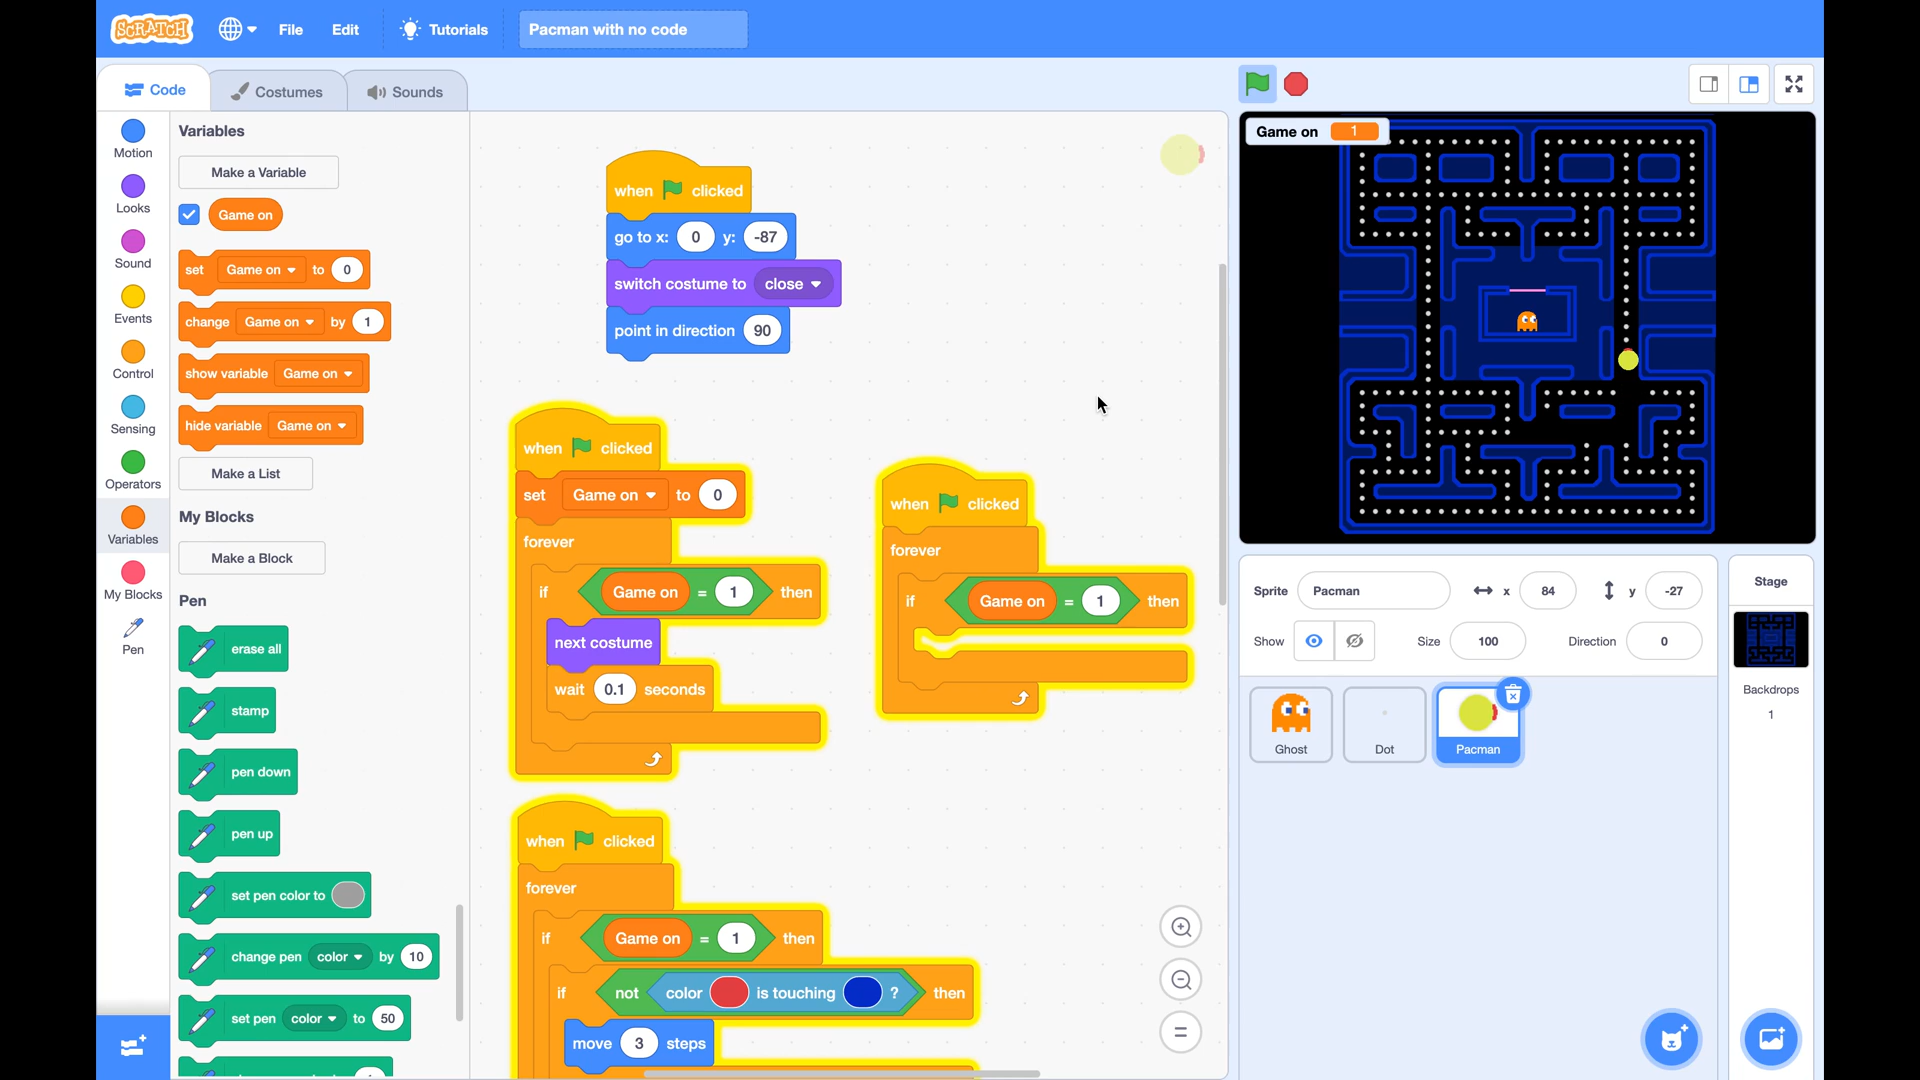 SCRATCH File Edit Tutorials Pacman with no code
Code Costumes Sounds
Motion
Looks
Sound
Events
Control
Sensing
Operators
Variables
My Blocks
Pen
Variables
Make a Variable
Game on
set Game on to 0
change Game on by 1
show variable Game on
hide variable Game on
Make a List
My Blocks
Make a Block
Pen
erase all
stamp
pen down
pen up
set pen color to
change pen color by 10
set pen color to 50
when clicked
go to x: 0 y: -87
switch costume to close
point in direction 90
when clicked
set Game on to 0
forever
if Game on = 1 then
next costume
wait 0.1 seconds
when clicked
forever
if Game on = 1 then
when clicked
forever
if Game on = 1 then
if not color is touching ? then
move 3 steps
Game on 1
Sprite Pacman x 84 y -27
Show Size 100 Direction 0
Ghost Dot Pacman
Stage
Backdrops
1